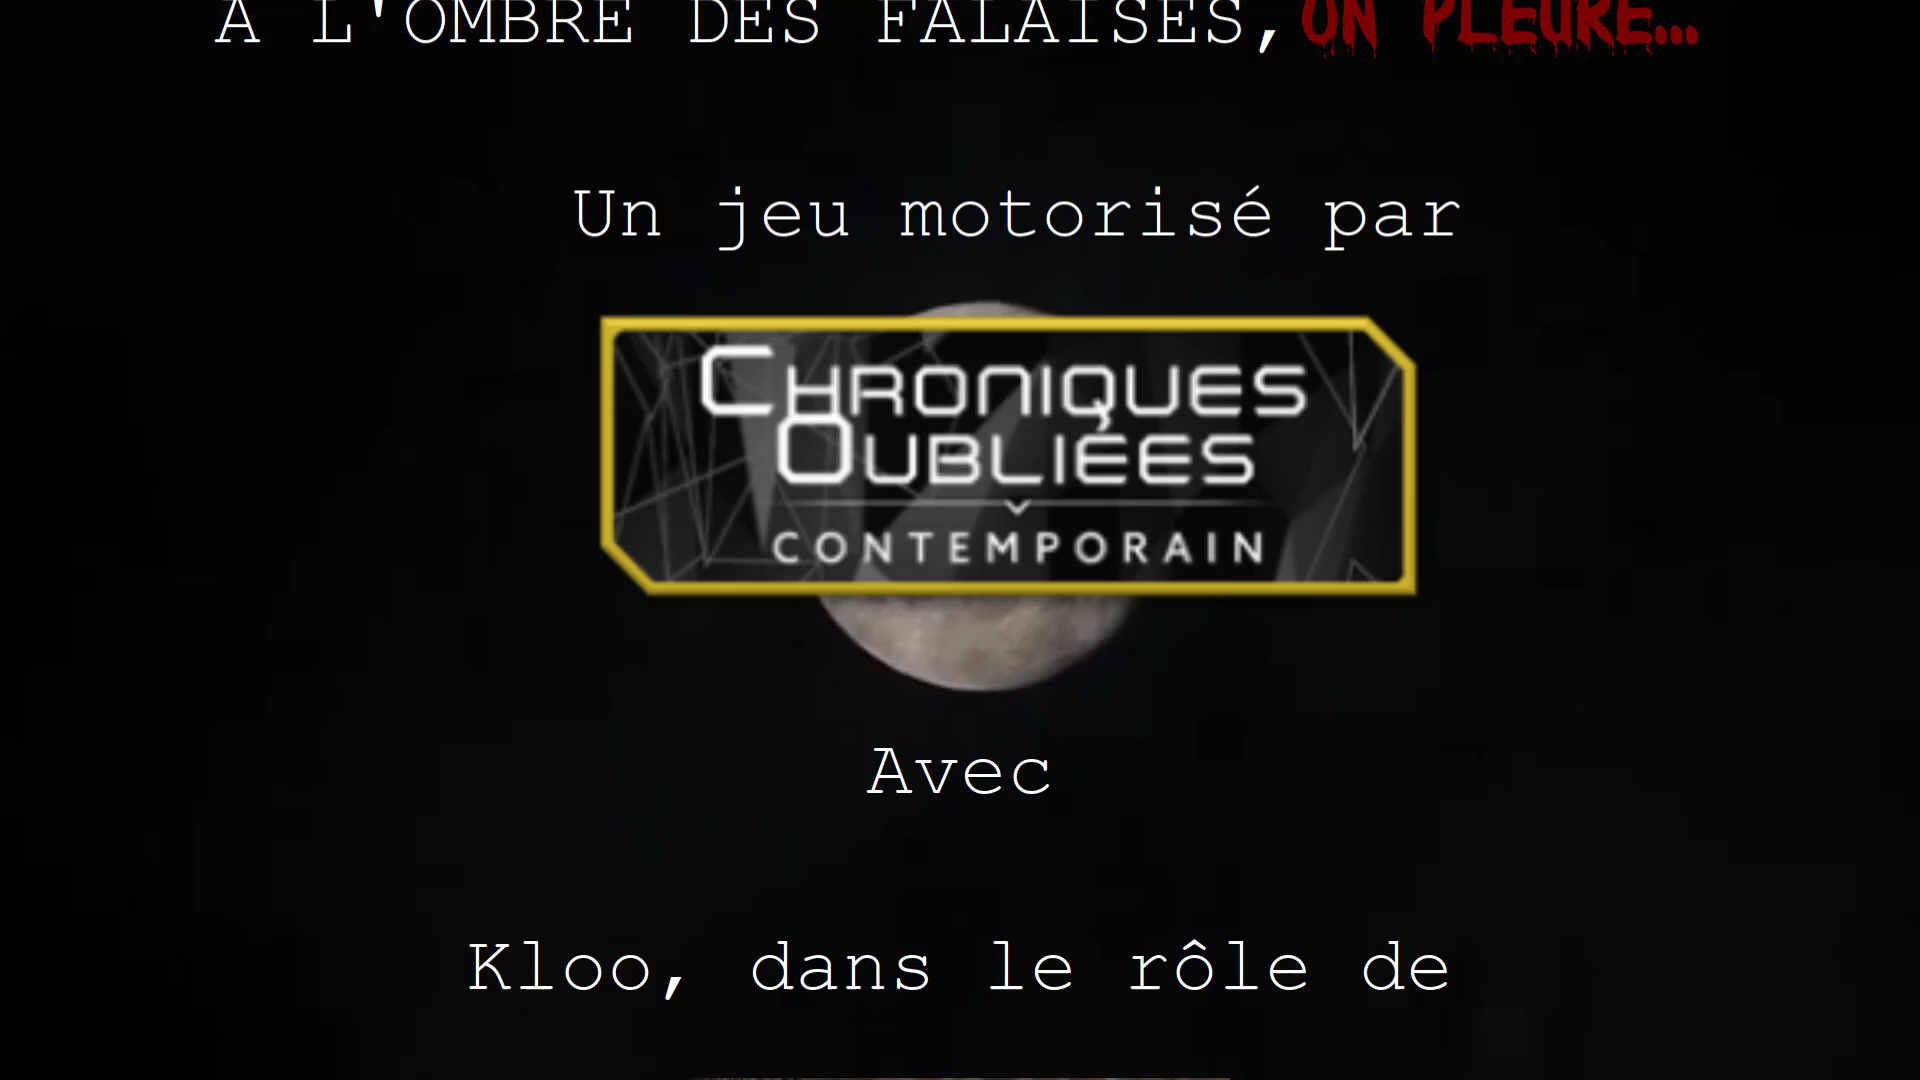 A L'OMBRE DES FALAISES, ON PLEURE...
Un jeu motorisé par
CHRONIQUES
OUBLIÉES
CONTEMPORAIN
Avec
Kloo, dans le rôle de